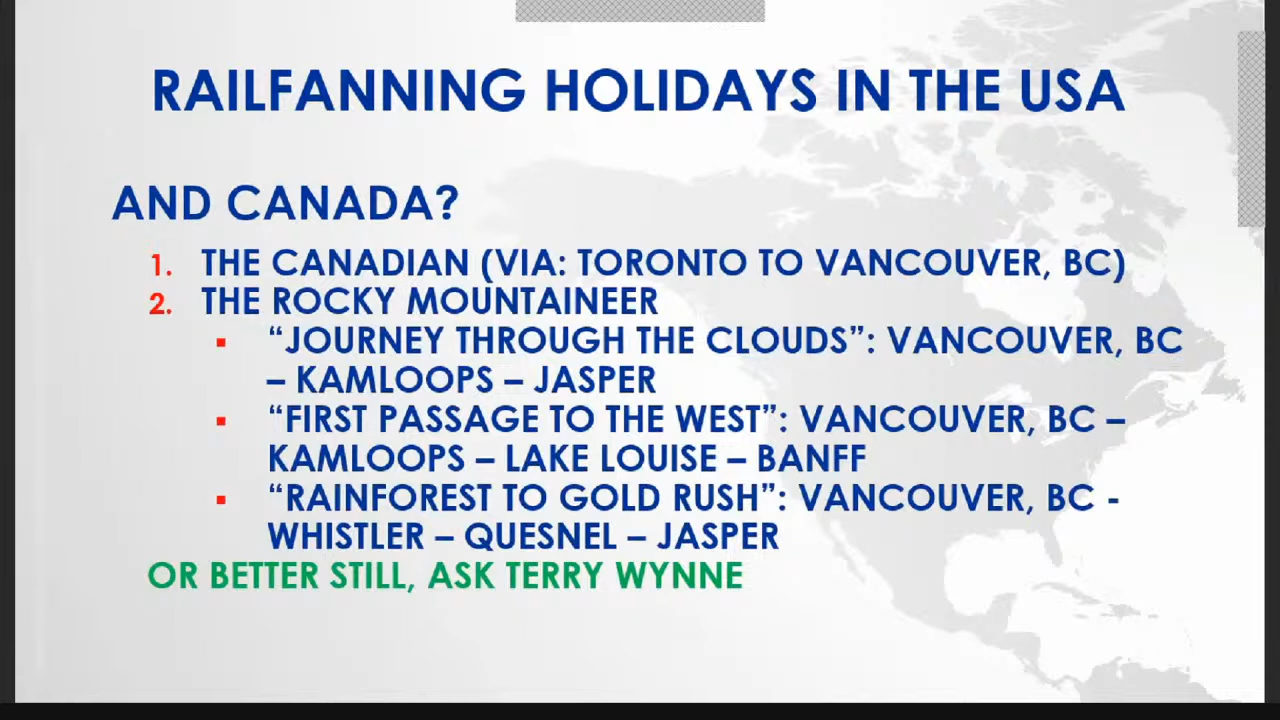 RAILFANNING HOLIDAYS IN THE USA
AND CANADA?
1. THE CANADIAN (VIA: TORONTO TO VANCOUVER, BC)
2. THE ROCKY MOUNTAINEER
▪ “JOURNEY THROUGH THE CLOUDS”: VANCOUVER, BC
– KAMLOOPS – JASPER
▪ “FIRST PASSAGE TO THE WEST”: VANCOUVER, BC –
KAMLOOPS – LAKE LOUISE – BANFF
▪ “RAINFOREST TO GOLD RUSH”: VANCOUVER, BC -
WHISTLER – QUESNEL – JASPER
OR BETTER STILL, ASK TERRY WYNNE